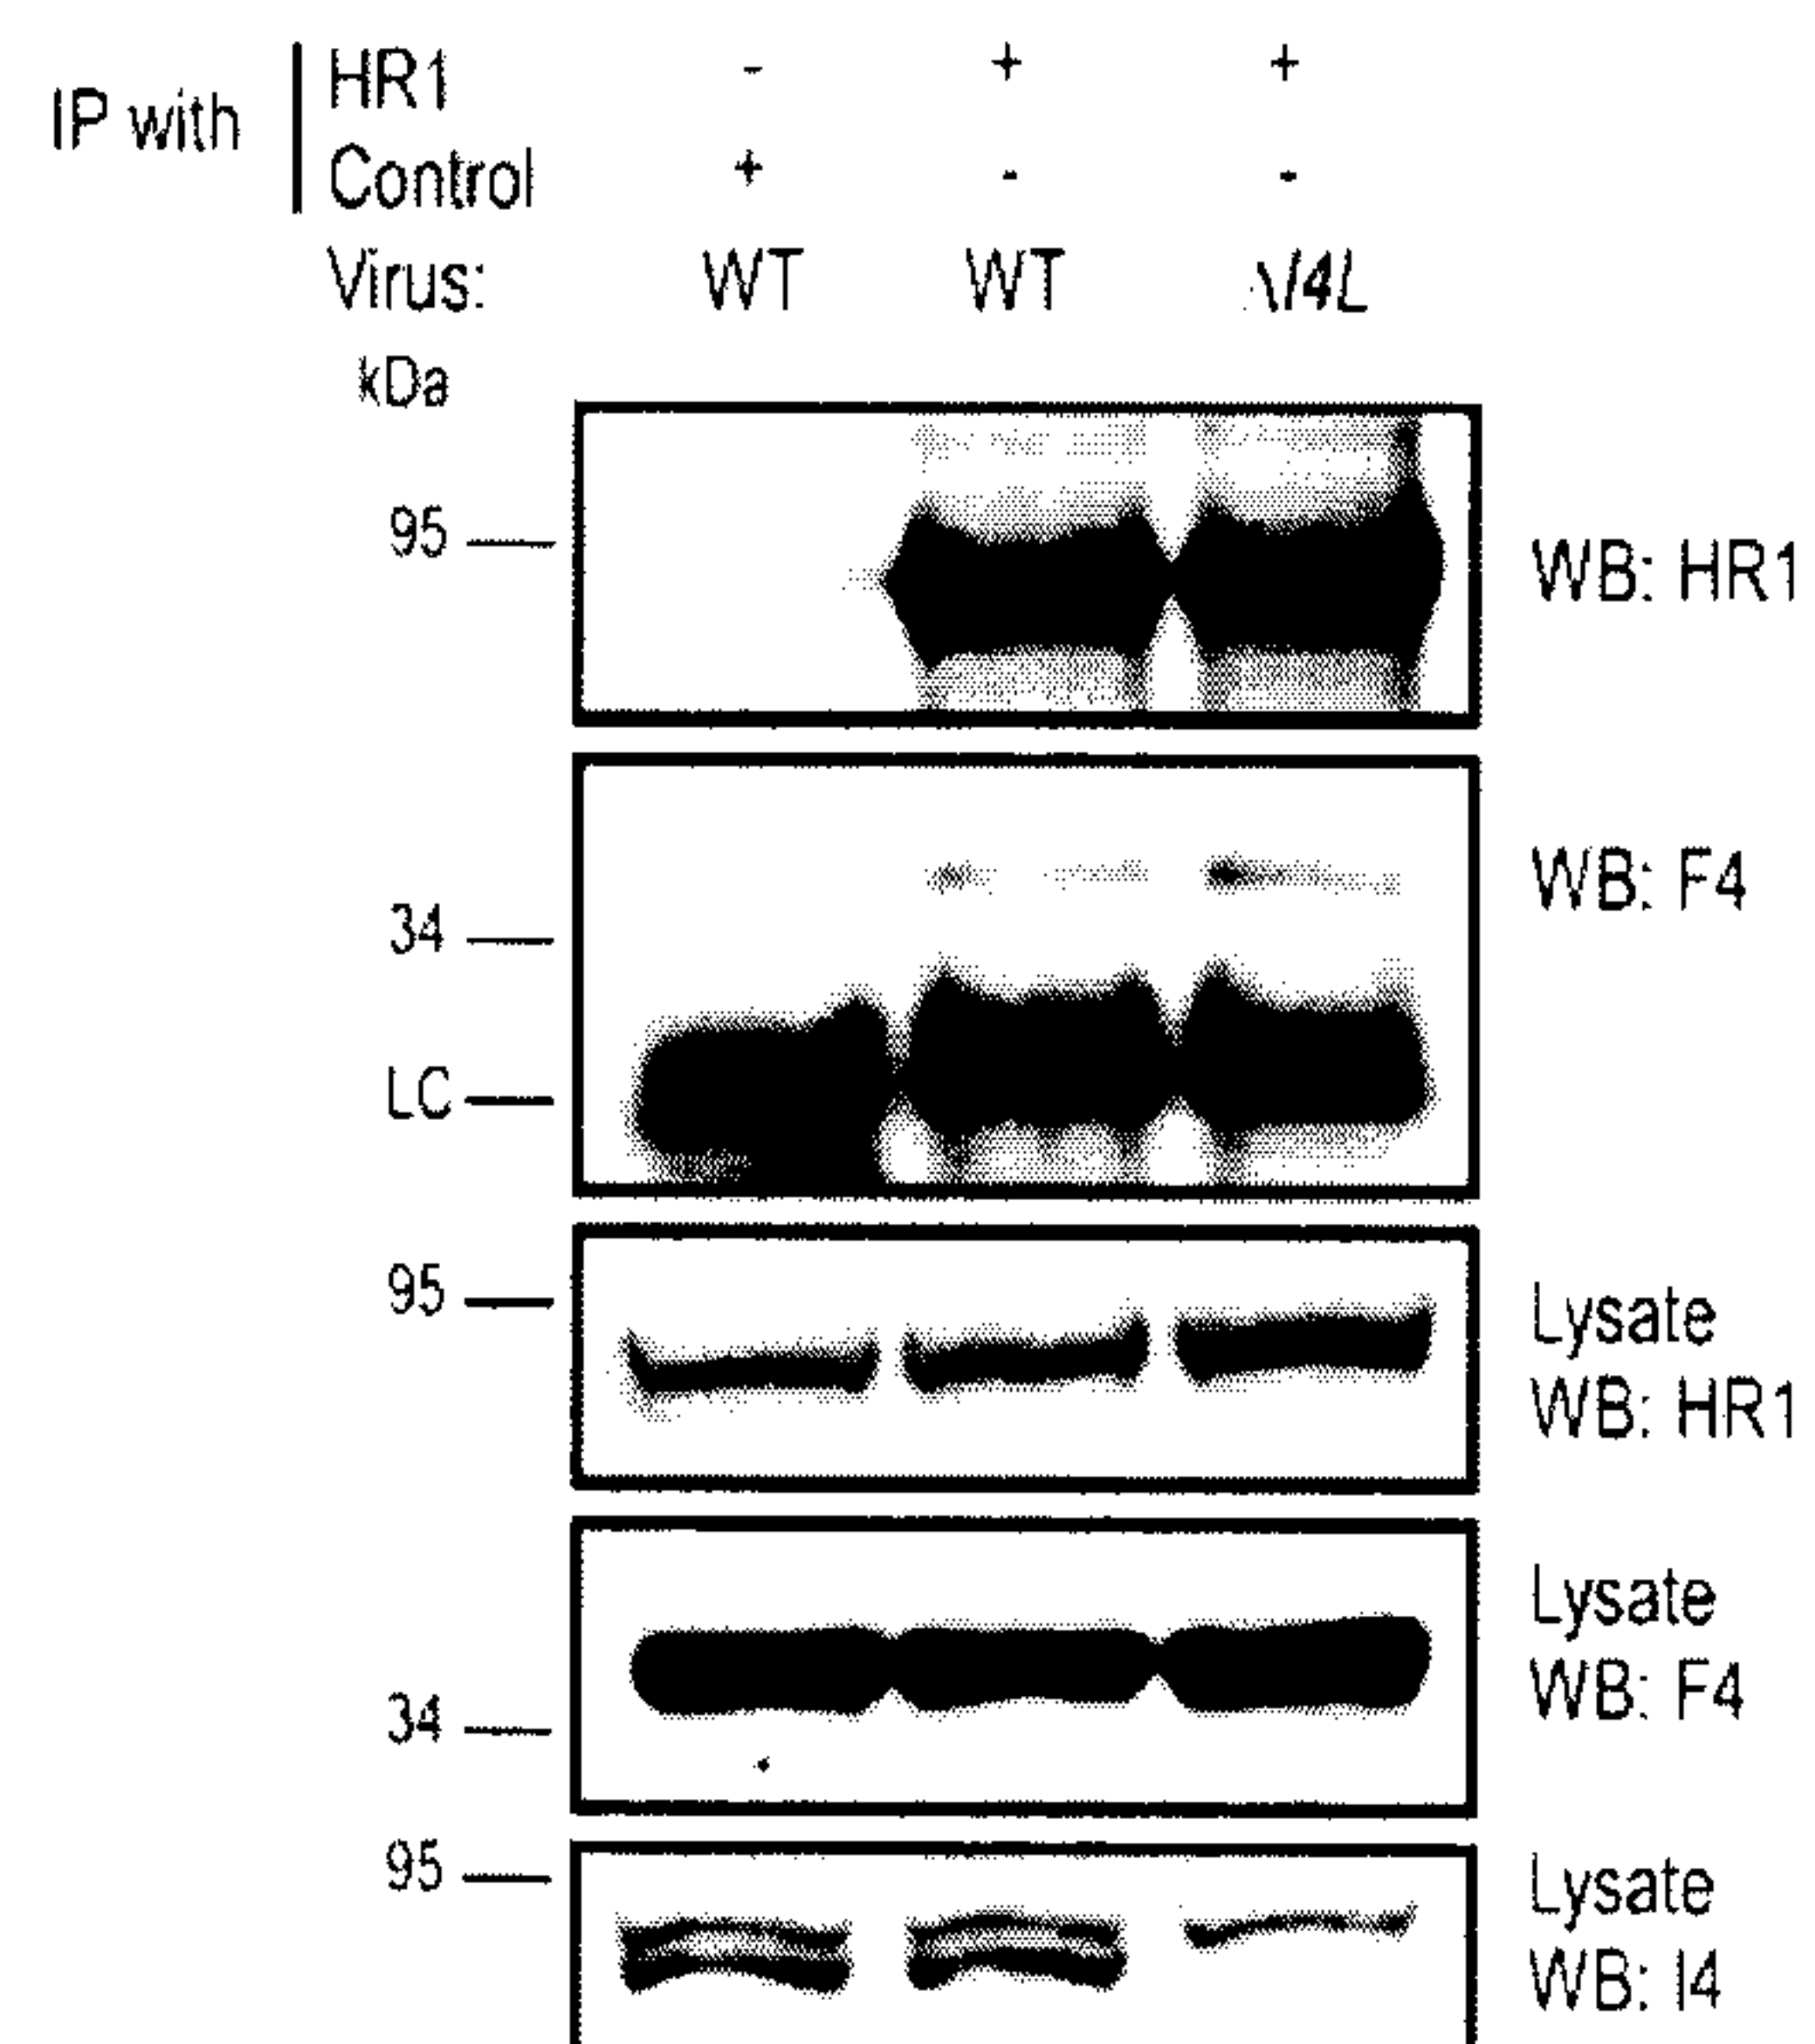 IP with
HR1 - + +
Control + - -
Virus: WT WT ΔI4L
kDa
95
WB: HR1
WB: F4
34
LC
95
Lysate
WB: HR1
Lysate
WB: F4
34
95
Lysate
WB: I4